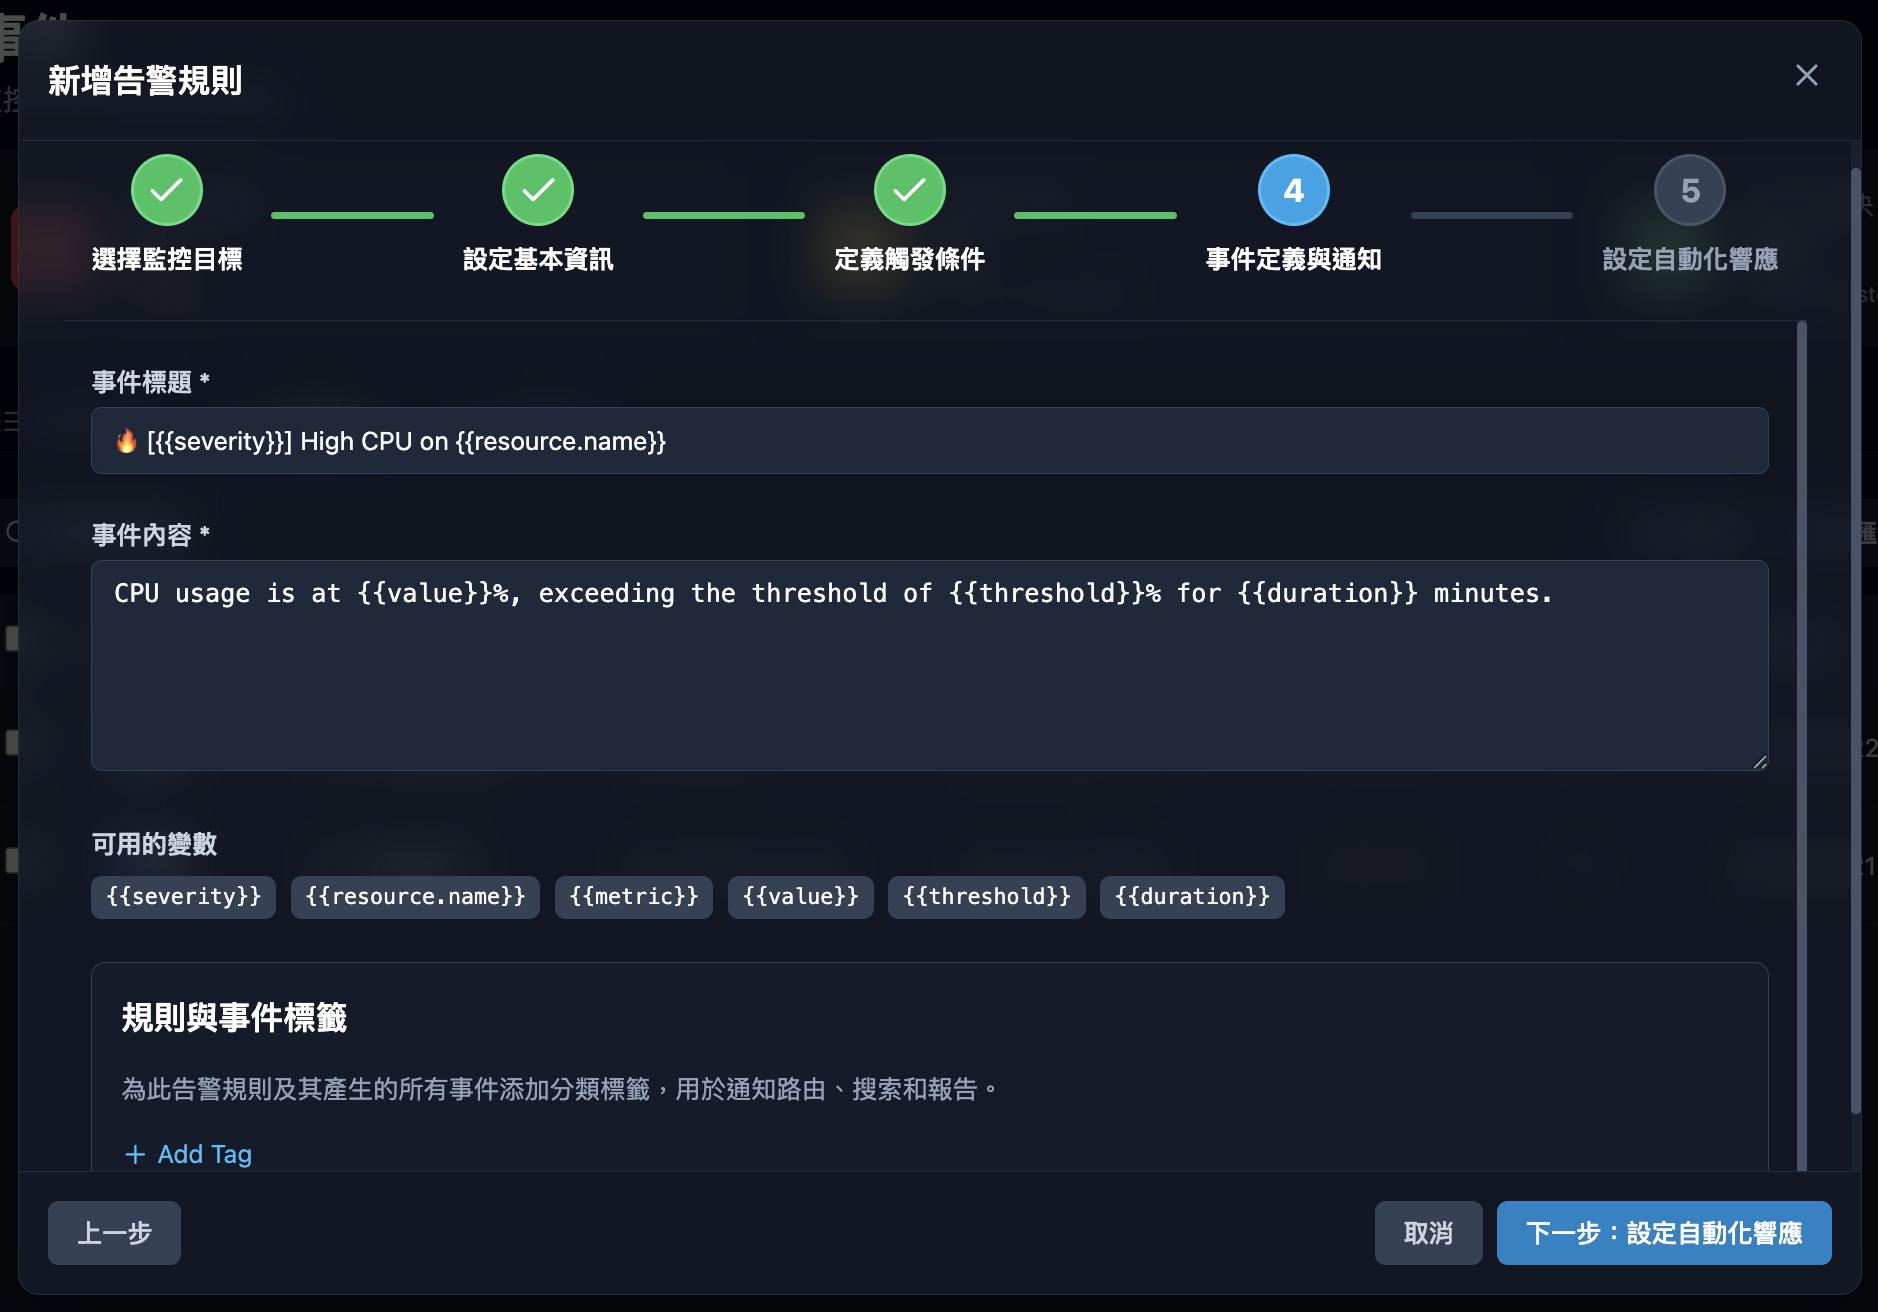 新增告警規則
4
5
選擇監控目標
設定基本資訊
定義觸發條件
事件定義與通知
設定自動化響應
事件標題 *
🔥 [{{severity}}] High CPU on {{resource.name}}
事件內容 *
CPU usage is at {{value}}%, exceeding the threshold of {{threshold}}% for {{duration}} minutes.
可用的變數
{{severity}} {{resource.name}} {{metric}} {{value}} {{threshold}} {{duration}}
規則與事件標籤
為此告警規則及其產生的所有事件添加分類標籤，用於通知路由、搜索和報告。
+ Add Tag
上一步
取消
下一步：設定自動化響應